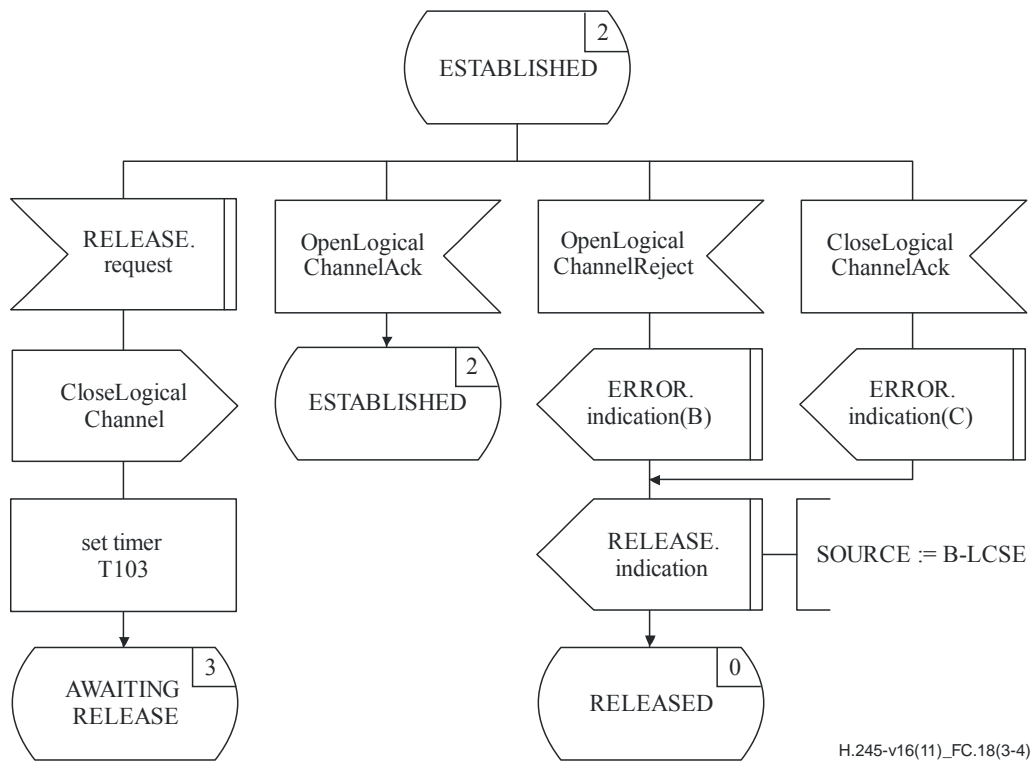 2
ESTABLISHED
RELEASE.
request
OpenLogical
ChannelAck
OpenLogical
ChannelReject
CloseLogical
ChannelAck
CloseLogical
Channel
2
ESTABLISHED
ERROR.
indication(B)
ERROR.
indication(C)
set timer
T103
RELEASE.
indication
SOURCE := B-LCSE
3
AWAITING
RELEASE
0
RELEASED
H.245-v16(11)_FC.18(3-4)